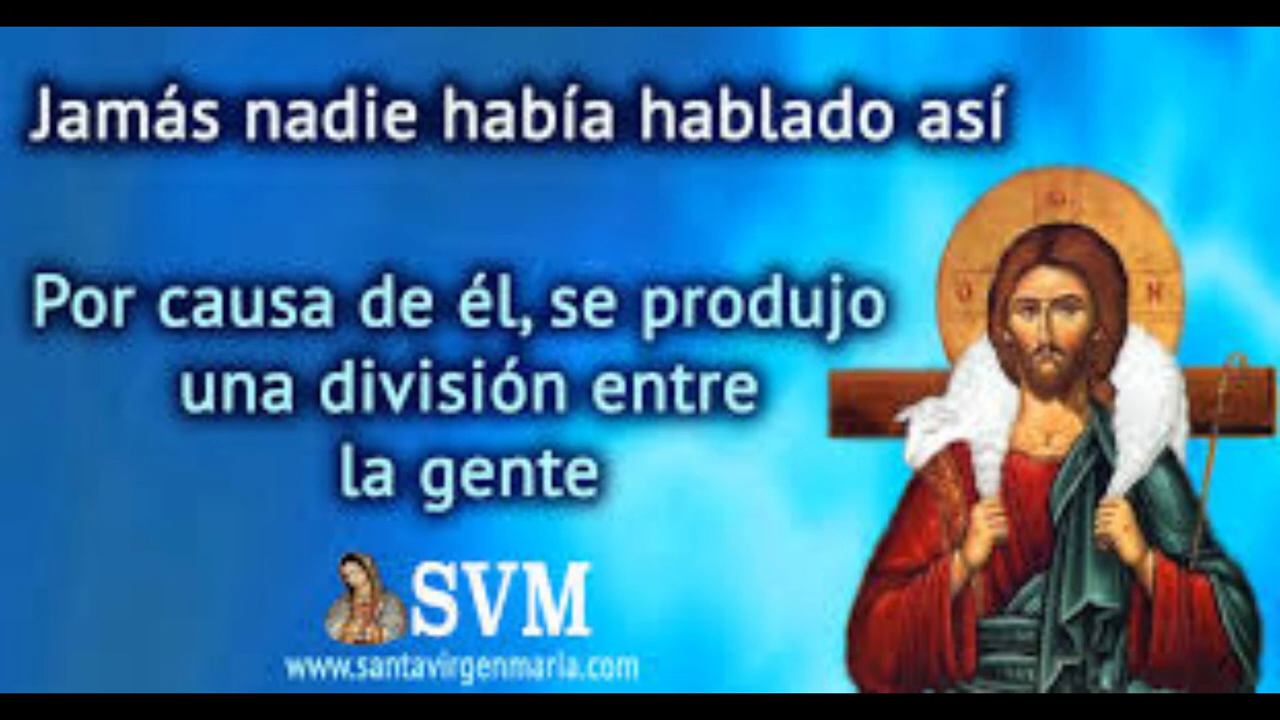 Jamás nadie había hablado así
Por causa de él, se produjo
una división entre
la gente
SVM
www.santavirgenmaria.com